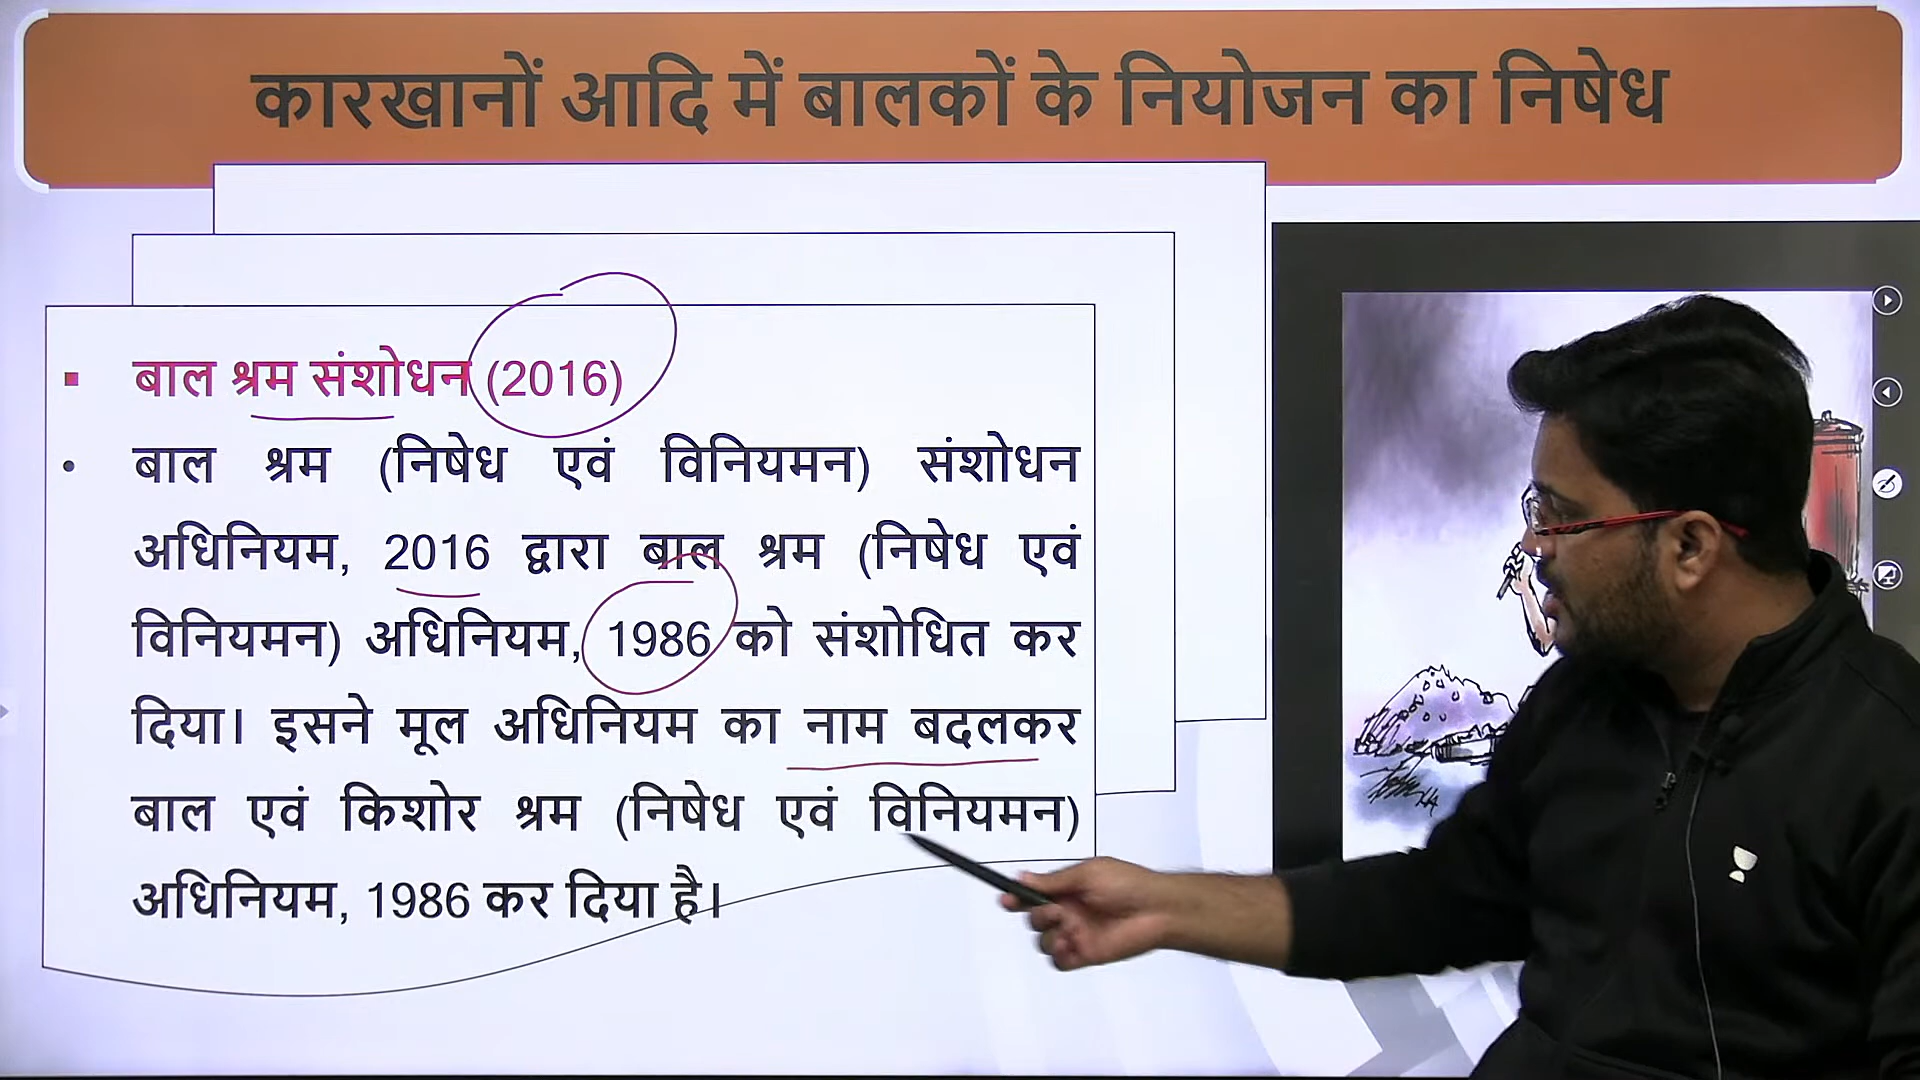 कारखानों आदि में बालकों के नियोजन का निषेध
▪ बाल श्रम संशोधन (2016)
• बाल श्रम (निषेध एवं विनियमन) संशोधन
अधिनियम, 2016 द्वारा बाल श्रम (निषेध एवं
विनियमन) अधिनियम, 1986 को संशोधित कर
दिया। इसने मूल अधिनियम का नाम बदलकर
बाल एवं किशोर श्रम (निषेध एवं विनियमन)
अधिनियम, 1986 कर दिया है।